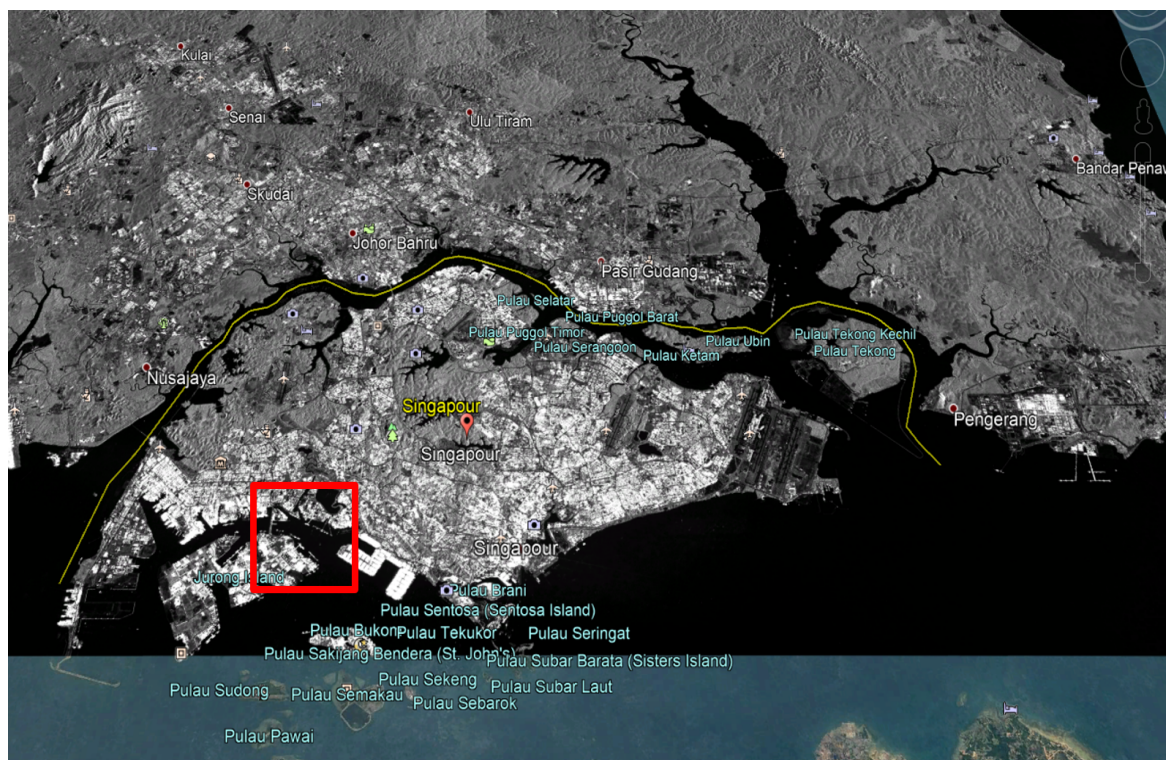 Kulai
Senai
Ulu Tiram
Bandar Penaw
Skudai
Johor Bahru
Pasir Gudang
Pulau Selatar
Pulau Puggol Barat
Pulau Puggol Timor
Pulau Serangoon
Pulau Ubin
Pulau Ketam
Pulau Tekong Kechil
Pulau Tekong
Nusajaya
Singapour
Singapour
Pengerang
Singapour
Jurong Island
Pulau Brani
Pulau Sentosa (Sentosa Island)
Pulau Bukom
Pulau Tekukor
Pulau Seringat
Pulau Sakijang Bendera (St. John's)
Pulau Subar Barata (Sisters Island)
Pulau Sekeng
Pulau Sudong
Pulau Semakau
Pulau Subar Laut
Pulau Sebarok
Pulau Pawai